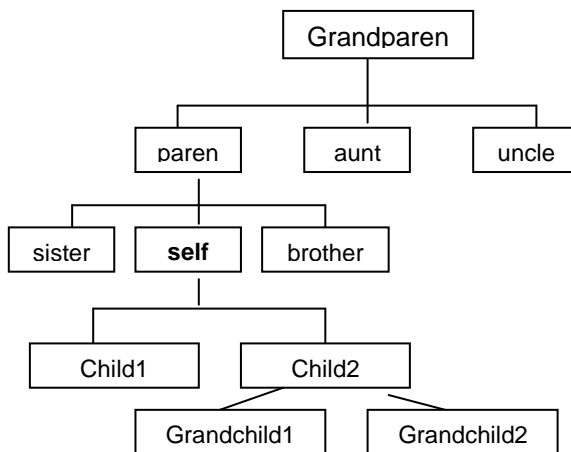 Grandparen
paren aunt uncle
sister self brother
Child1 Child2
Grandchild1 Grandchild2